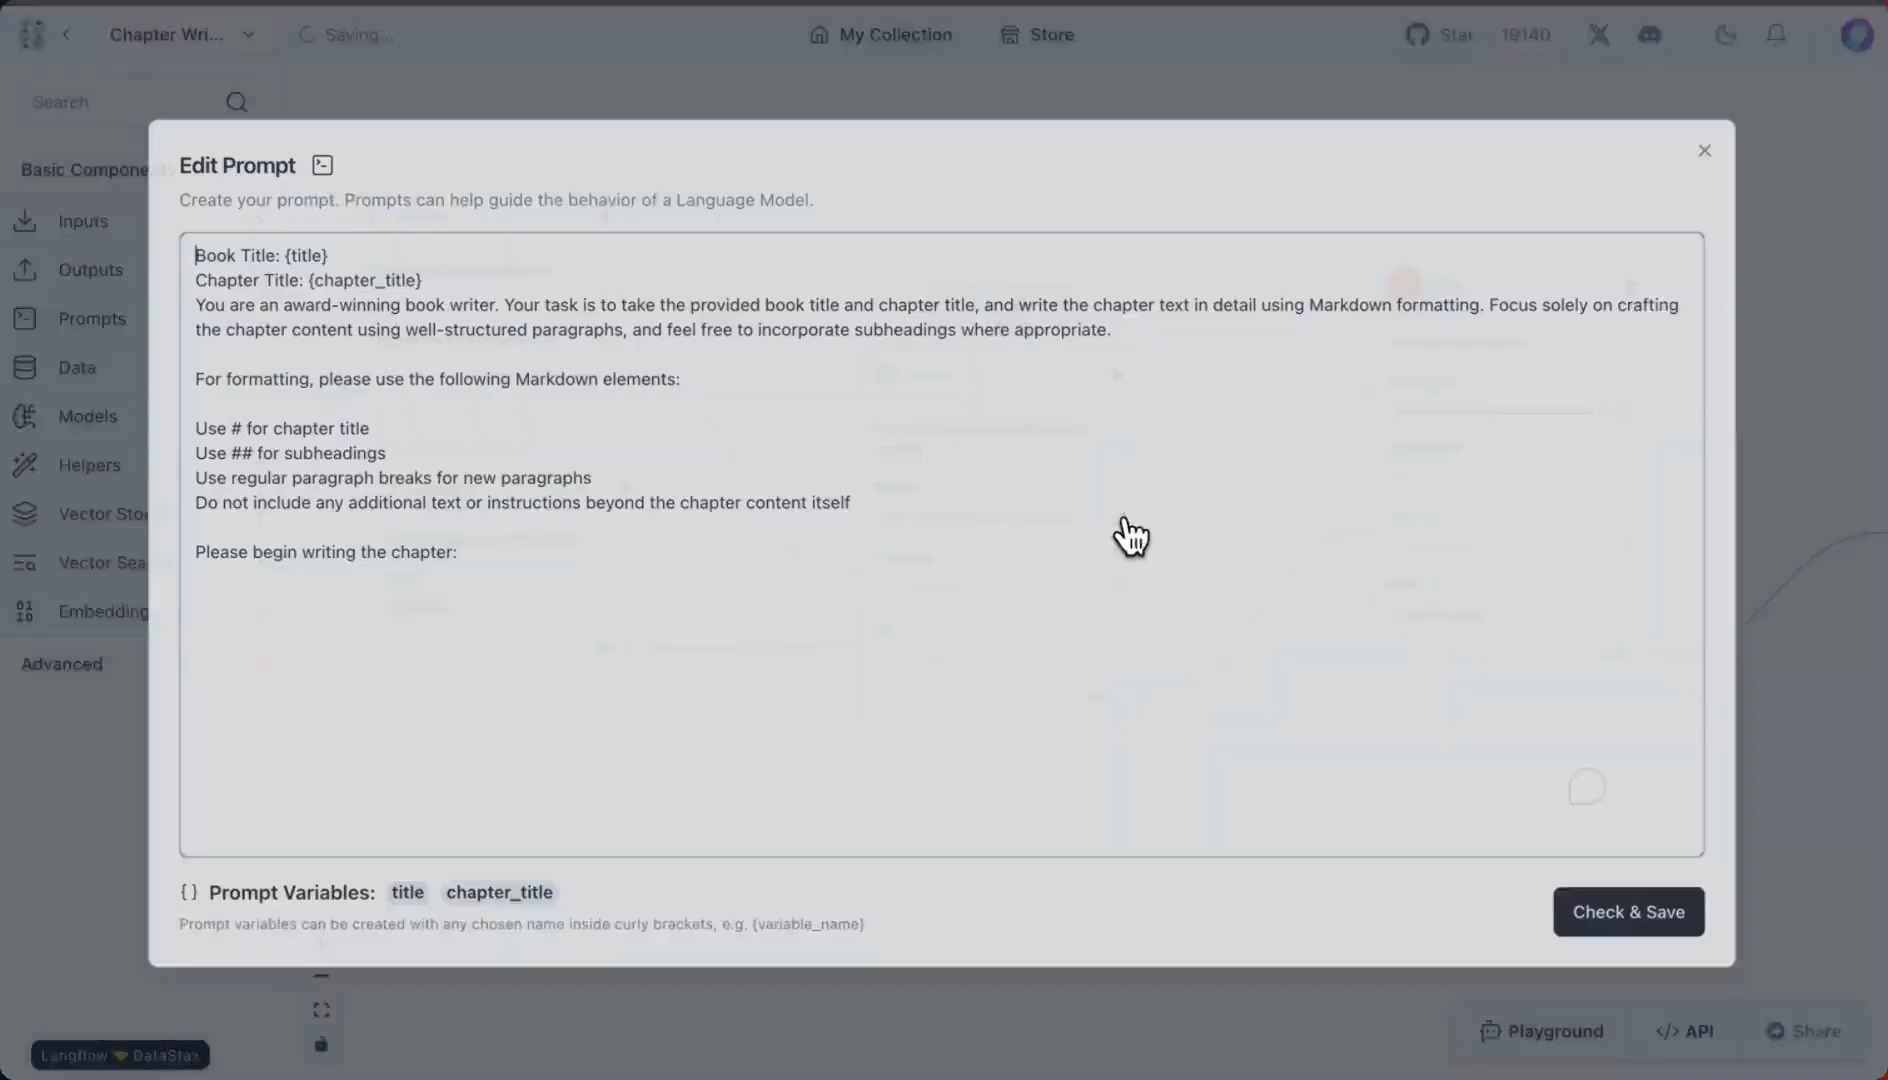 Chapter Wri...
Saving...
My Collection
Store
Star
Search
Basic Compone
Edit Prompt
Create your prompt. Prompts can help guide the behavior of a Language Model.
Inputs
Outputs
Prompts
Data
Models
Helpers
Vector Sto
Vector Sea
Embedding
Advanced
Book Title: {title}
Chapter Title: {chapter_title}
You are an award-winning book writer. Your task is to take the provided book title and chapter title, and write the chapter text in detail using Markdown formatting. Focus solely on crafting
the chapter content using well-structured paragraphs, and feel free to incorporate subheadings where appropriate.
For formatting, please use the following Markdown elements:
Use # for chapter title
Use ## for subheadings
Use regular paragraph breaks for new paragraphs
Do not include any additional text or instructions beyond the chapter content itself
Please begin writing the chapter:
{} Prompt Variables: title chapter_title
Prompt variables can be created with any chosen name inside curly brackets, e.g. {variable_name}
Check & Save
Langflow DataStax
Playground
</> API
Share